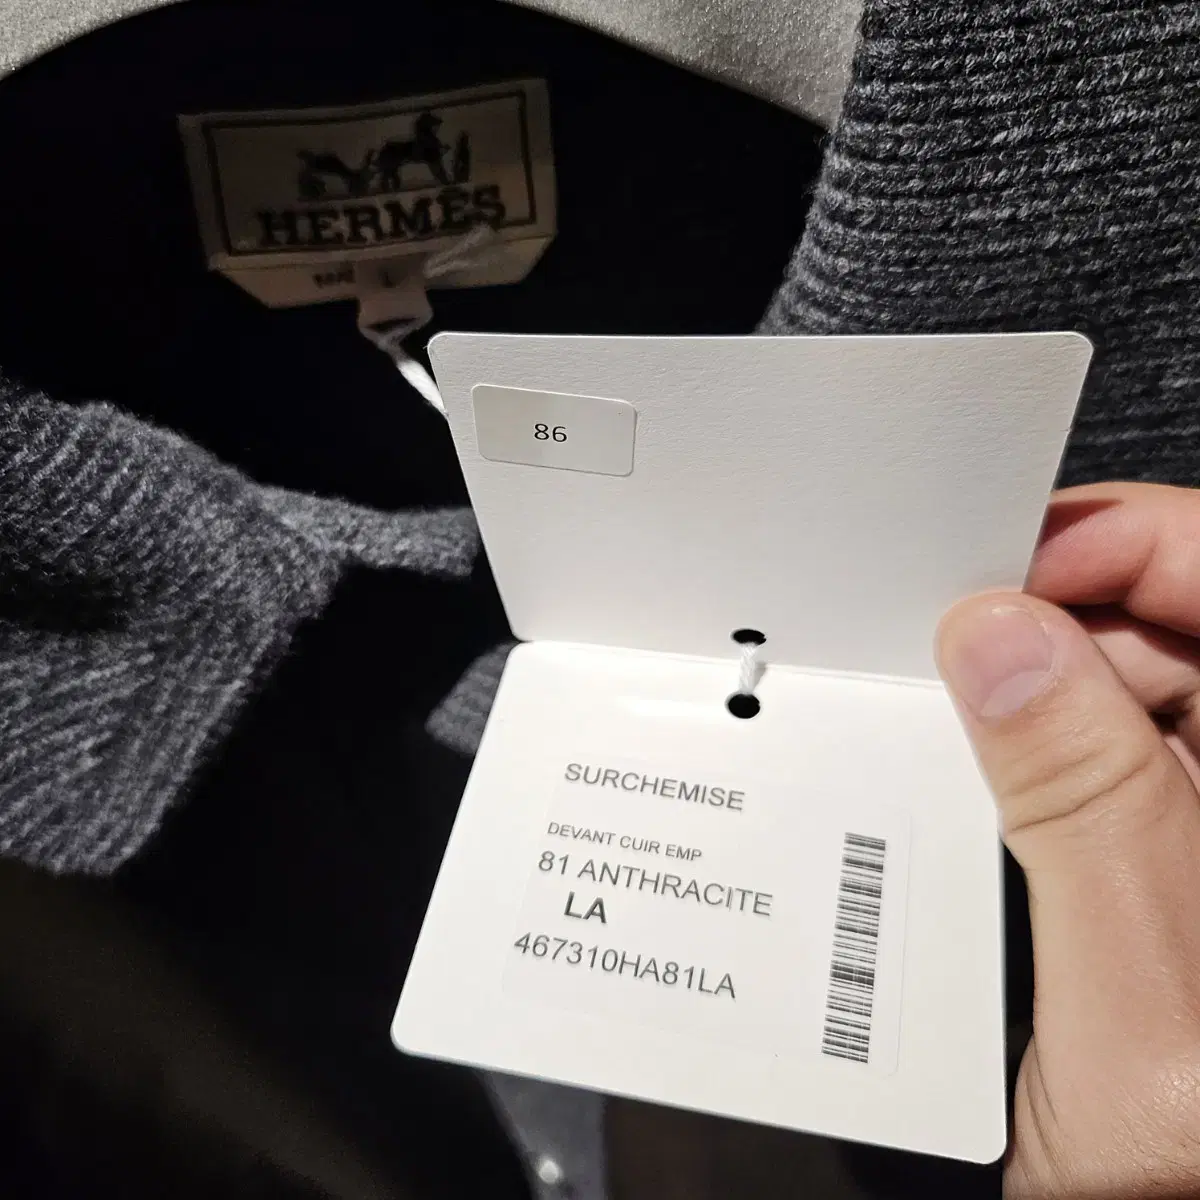 HERMÈS
L
86
SURCHEMISE
DEVANT CUIR EMP
81 ANTHRACITE
LA
467310HA81LA